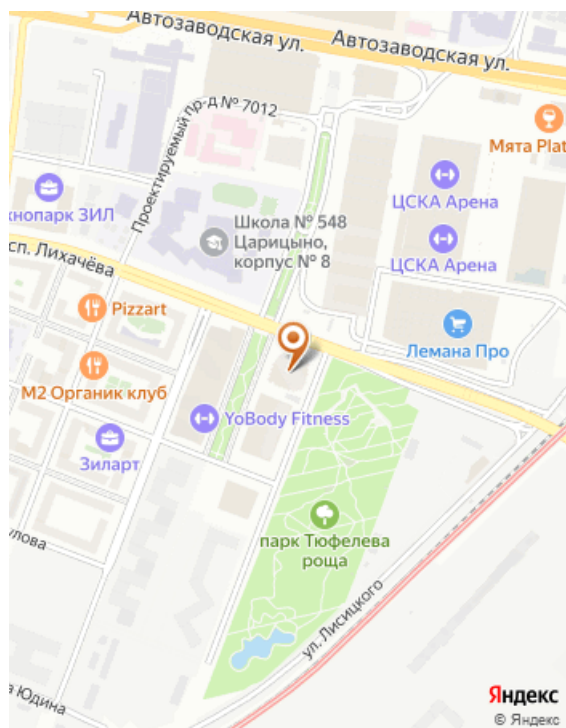 Автозаводская ул.
Автозаводская ул.
Проектируемый пр-д № 7012
Мята Plat
ЦСКА Арена
хнопарк ЗИЛ
Школа № 548
Царицыно,
корпус № 8
ЦСКА Арена
сп. Лихачёва
Pizzart
Лемана Про
М2 Органик клуб
YoBody Fitness
Зиларт
парк Тюфелева
роща
улова
ул. Лисицкого
а Юдина
Яндекс
© Яндекс